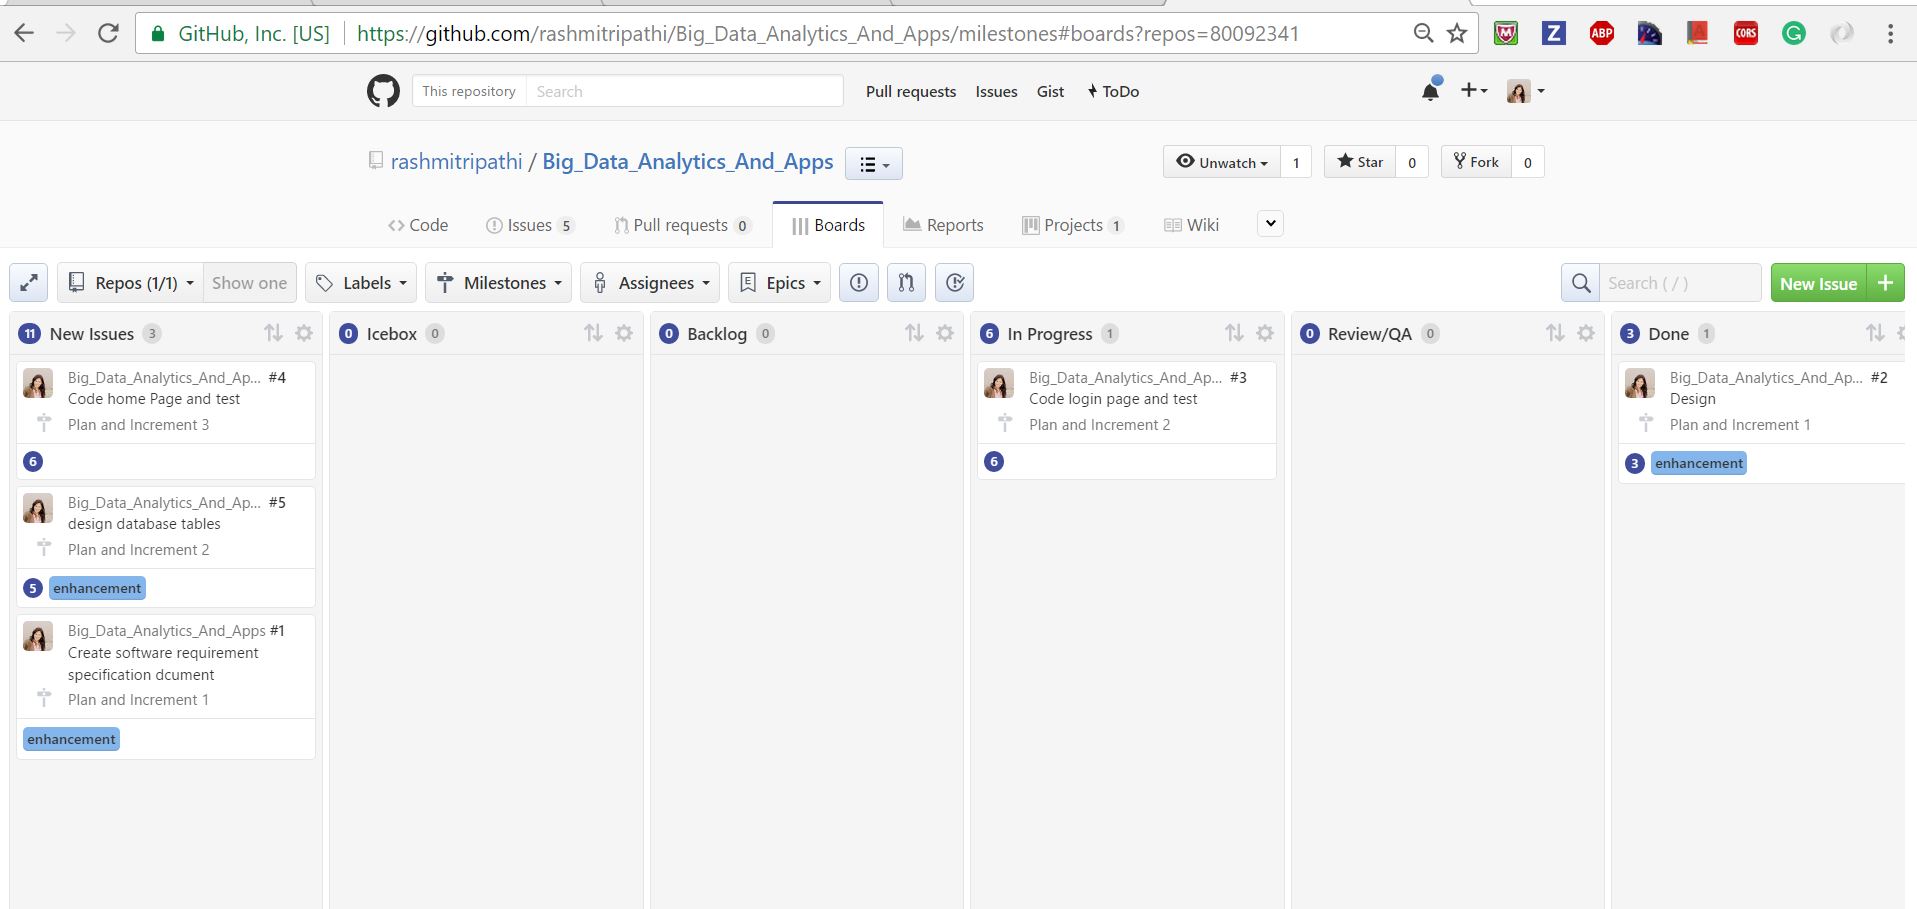 GitHub, Inc. [US] https://github.com/rashmitripathi/Big_Data_Analytics_And_Apps/milestones#boards?repos=80092341
Z ABP CORS G
This repository Search Pull requests Issues Gist ToDo
rashmitripathi / Big_Data_Analytics_And_Apps Unwatch 1 Star 0 Fork 0
Code Issues 5 Pull requests 0 Boards Reports Projects 1 Wiki
Repos (1/1) Show one Labels Milestones Assignees E Epics Search ( / ) New Issue +
11 New Issues 3
Big_Data_Analytics_And_Ap... #4
Code home Page and test
Plan and Increment 3
6
Big_Data_Analytics_And_Ap... #5
design database tables
Plan and Increment 2
5 enhancement
Big_Data_Analytics_And_Apps #1
Create software requirement
specification dcument
Plan and Increment 1
enhancement
0 Icebox 0
0 Backlog 0
6 In Progress 1
Big_Data_Analytics_And_Ap... #3
Code login page and test
Plan and Increment 2
6
0 Review/QA 0
3 Done 1
Big_Data_Analytics_And_Ap... #2
Design
Plan and Increment 1
3 enhancement